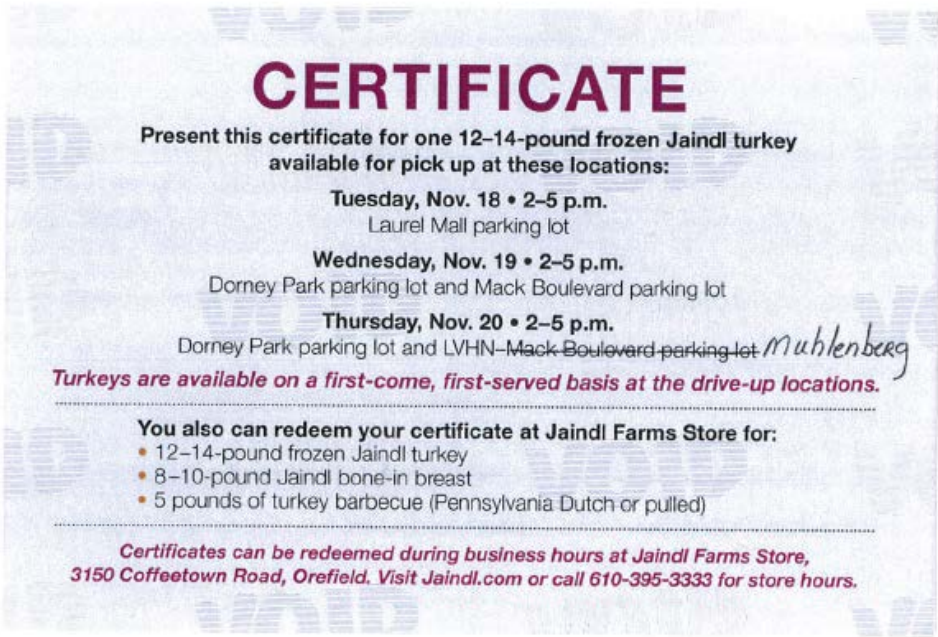 CERTIFICATE
Present this certificate for one 12–14-pound frozen Jaindl turkey
available for pick up at these locations:
Tuesday, Nov. 18 • 2–5 p.m.
Laurel Mall parking lot
Wednesday, Nov. 19 • 2–5 p.m.
Dorney Park parking lot and Mack Boulevard parking lot
Thursday, Nov. 20 • 2–5 p.m.
Dorney Park parking lot and LVHN–Mack Boulevard parking lot Muhlenberg
Turkeys are available on a first-come, first-served basis at the drive-up locations.
You also can redeem your certificate at Jaindl Farms Store for:
• 12–14-pound frozen Jaindl turkey
• 8–10-pound Jaindl bone-in breast
• 5 pounds of turkey barbecue (Pennsylvania Dutch or pulled)
Certificates can be redeemed during business hours at Jaindl Farms Store,
3150 Coffeetown Road, Orefield. Visit Jaindl.com or call 610-395-3333 for store hours.
VOID
VOID
VOID
VOID
VOID
VOID